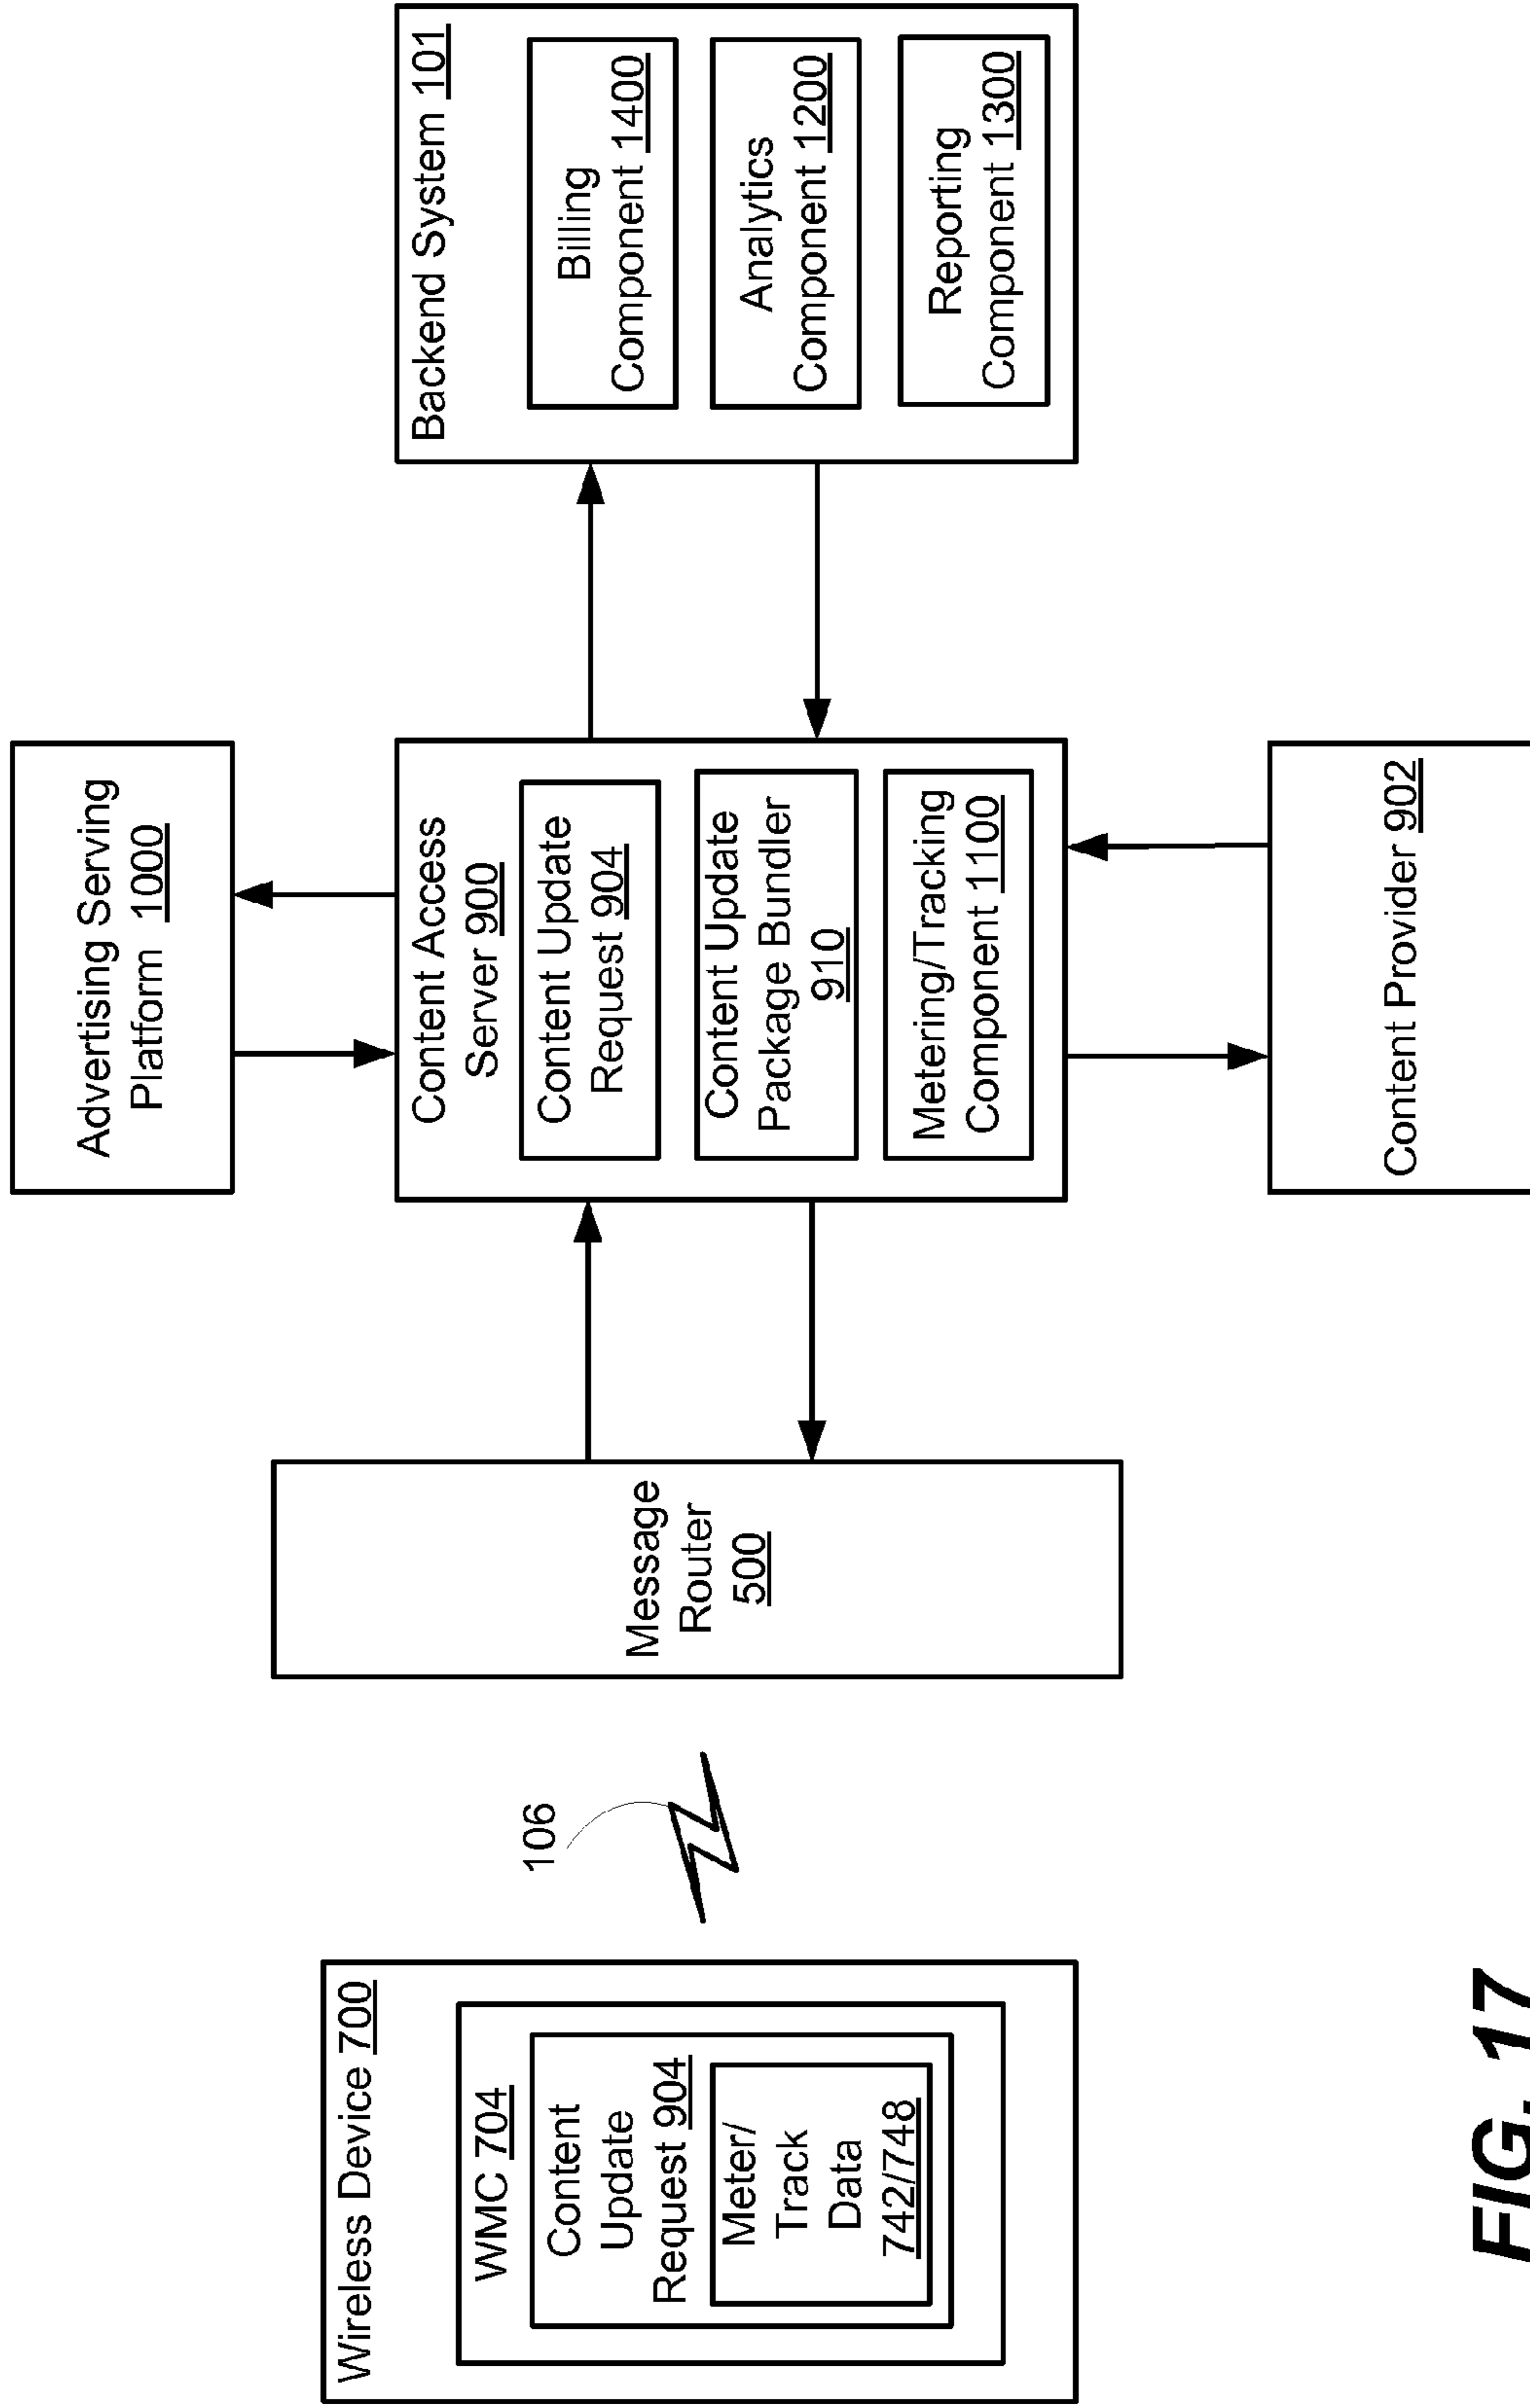 Wireless Device 700
WMC 704
Content
Update
Request 904
Meter/
Track
Data
742/748
106
Message
Router
500
Advertising Serving
Platform 1000
Content Access
Server 900
Content Update
Request 904
Content Update
Package Bundler
910
Metering/Tracking
Component 1100
Content Provider 902
Backend System 101
Billing
Component 1400
Analytics
Component 1200
Reporting
Component 1300
FIG. 17